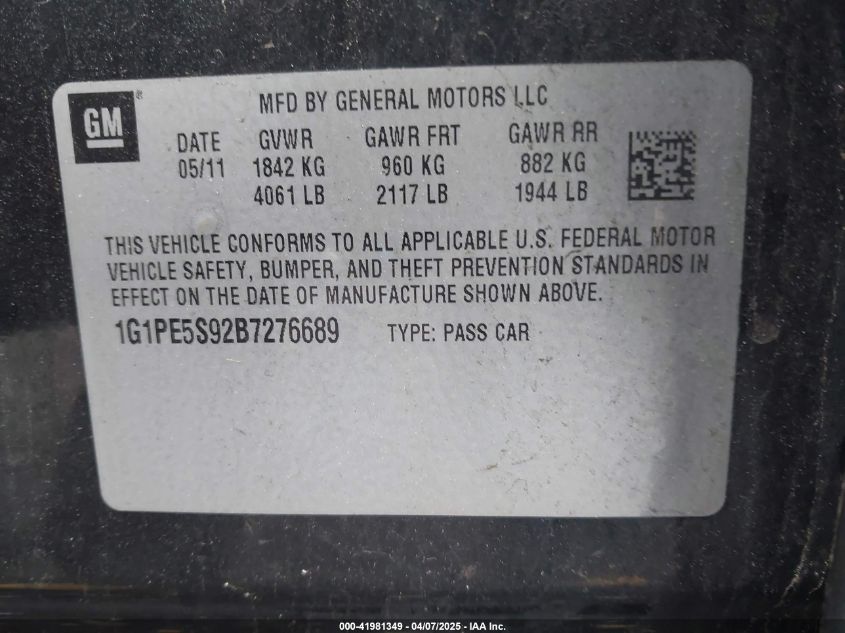 GM®
MFD BY GENERAL MOTORS LLC
DATE GVWR GAWR FRT GAWR RR
05/11 1842 KG 960 KG 882 KG
4061 LB 2117 LB 1944 LB
THIS VEHICLE CONFORMS TO ALL APPLICABLE U.S. FEDERAL MOTOR
VEHICLE SAFETY, BUMPER, AND THEFT PREVENTION STANDARDS IN
EFFECT ON THE DATE OF MANUFACTURE SHOWN ABOVE.
1G1PE5S92B7276689 TYPE: PASS CAR
000-41981349 - 04/07/2025 - IAA Inc.